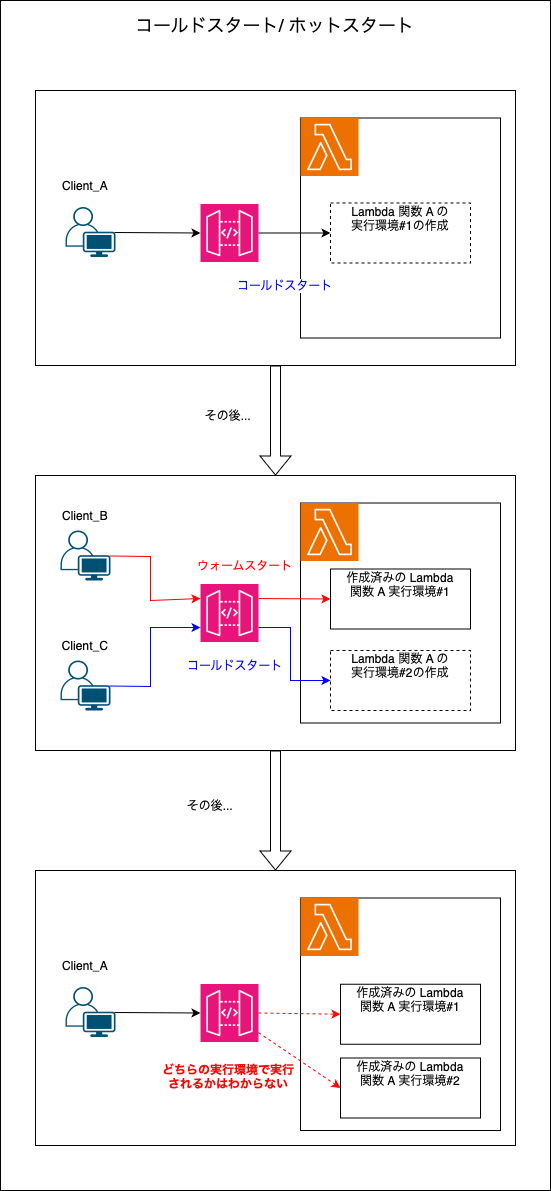 コールドスタート/ ホットスタート
Client_A
Lambda 関数 A の
実行環境#1の作成
コールドスタート
その後...
Client_B
ウォームスタート
作成済みの Lambda
関数 A 実行環境#1
Client_C
コールドスタート
Lambda 関数 A の
実行環境#2の作成
その後...
Client_A
作成済みの Lambda
関数 A 実行環境#1
どちらの実行環境で実行
されるかはわからない
作成済みの Lambda
関数 A 実行環境#2